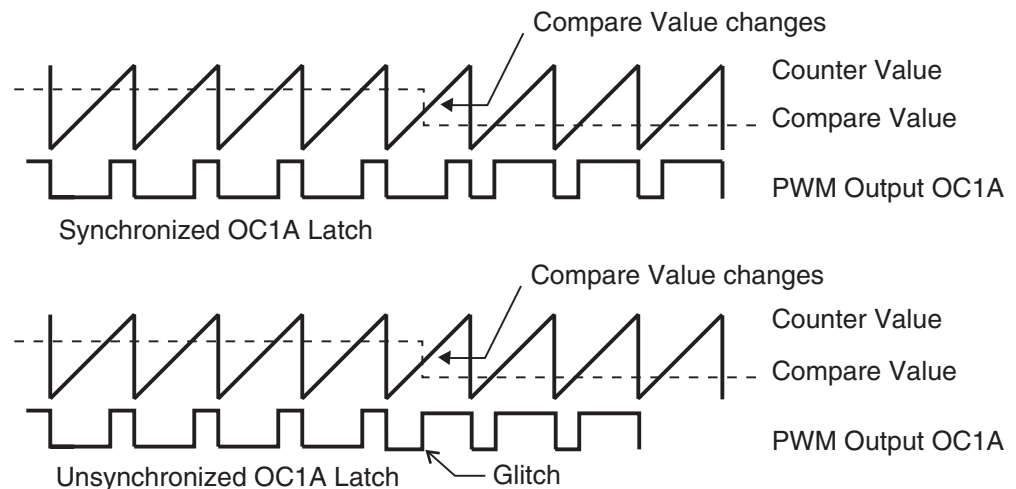 Compare Value changes
Counter Value
Compare Value
PWM Output OC1A
Synchronized OC1A Latch
Compare Value changes
Counter Value
Compare Value
PWM Output OC1A
Unsynchronized OC1A Latch
Glitch